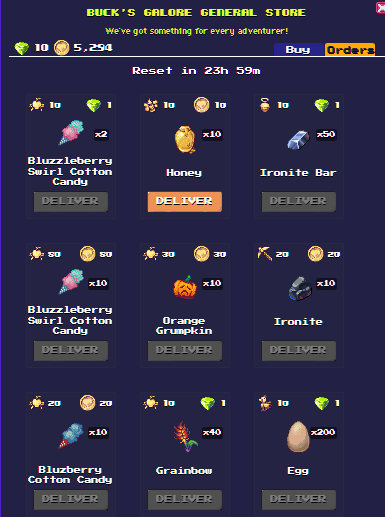 BUCK'S GALORE GENERAL STORE
We've got something for every adventurer!
10 5,294
Buy Orders
Reset in 23h 59m
10 1 10 10 10 1
x2 x10 x50
Bluzzleberry
Swirl Cotton
Candy
Honey
Ironite Bar
DELIVER DELIVER DELIVER
80 80 30 30 20 20
x10 x10 x10
Bluzzleberry
Swirl Cotton
Candy
Orange
Grumpkin
Ironite
DELIVER DELIVER DELIVER
20 20 10 1 10 1
x10 x40 x200
Bluzberry
Cotton Candy
Grainbow
Egg
DELIVER DELIVER DELIVER